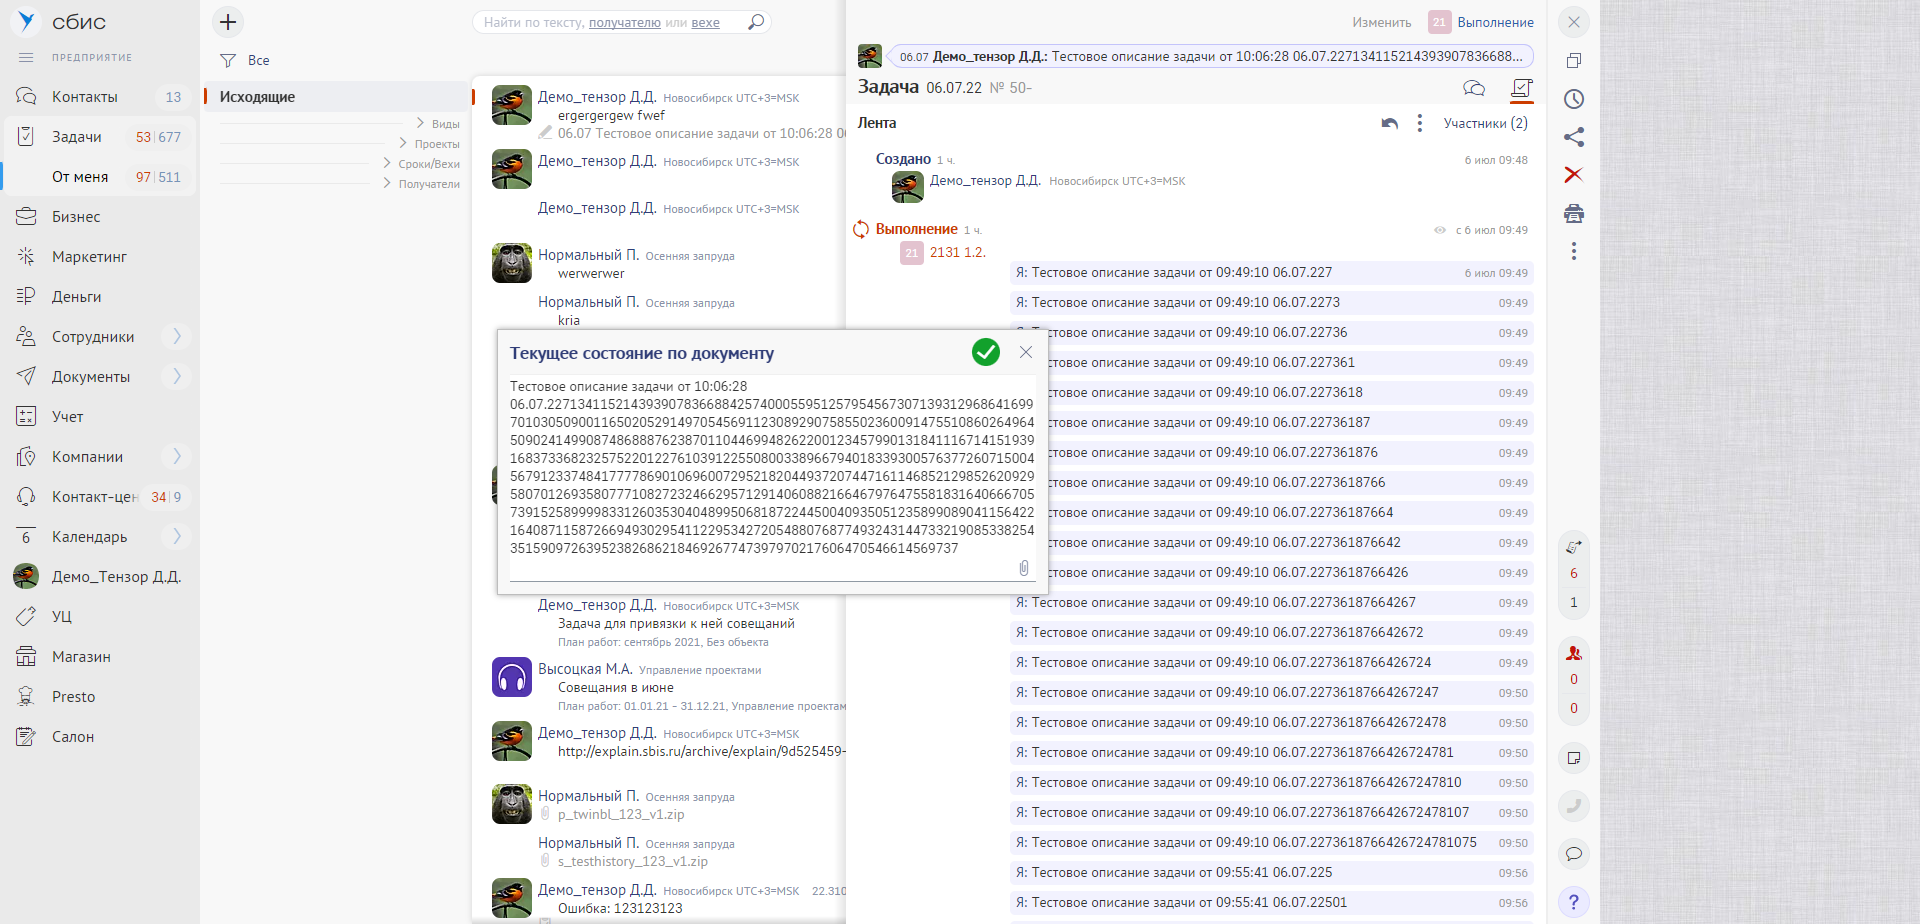 сбис
ПРЕДПРИЯТИЕ
Контакты 13
Задачи 53|677
От меня 97|511
Бизнес
Маркетинг
Деньги
Сотрудники
Документы
Учет
Компании
Контакт-цен 34|9
6 Календарь
Демо_Тензор Д.Д.
УЦ
Магазин
Presto
Салон
Найти по тексту, получателю или вехе
Все
Исходящие
Виды
Проекты
Сроки/Вехи
Получатели
Демо_тензор Д.Д. Новосибирск UTC+3=MSK
ergergergew fwef
06.07 Тестовое описание задачи от 10:06:28 06
Демо_тензор Д.Д. Новосибирск UTC+3=MSK
Демо_тензор Д.Д. Новосибирск UTC+3=MSK
Нормальный П. Осенняя запруда
werwerwer
Нормальный П. Осенняя запруда
kria
Текущее состояние по документу
Тестовое описание задачи от 10:06:28
Демо_тензор Д.Д. Новосибирск UTC+3=MSK
Задача для привязки к ней совещаний
План работ: сентябрь 2021, Без объекта
Высоцкая М.А. Управление проектами
Совещания в июне
План работ: 01.01.21 - 31.12.21, Управление проектам
Демо_тензор Д.Д. Новосибирск UTC+3=MSK
http://explain.sbis.ru/archive/explain/9d525459-
Нормальный П. Осенняя запруда
p_twinbl_123_v1.zip
Нормальный П. Осенняя запруда
s_testhistory_123_v1.zip
Демо_тензор Д.Д. Новосибирск UTC+3=MSK 22.310
Ошибка: 123123123
Изменить 21 Выполнение
06.07 Демо_тензор Д.Д.: Тестовое описание задачи от 10:06:28 06.07.227134115214393907836688...
Задача 06.07.22 № 50-
Лента Участники (2)
Создано 1 ч. 6 июл 09:48
Демо_тензор Д.Д. Новосибирск UTC+3=MSK
Выполнение 1 ч. с 6 июл 09:49
21 2131 1.2.
Я: Тестовое описание задачи от 09:49:10 06.07.227 6 июл 09:49
Я: Тестовое описание задачи от 09:49:10 06.07.2273 09:49
Я: Тестовое описание задачи от 09:49:10 06.07.22736 09:49
стовое описание задачи от 09:49:10 06.07.227361 09:49
стовое описание задачи от 09:49:10 06.07.2273618 09:49
стовое описание задачи от 09:49:10 06.07.22736187 09:49
стовое описание задачи от 09:49:10 06.07.227361876 09:49
стовое описание задачи от 09:49:10 06.07.2273618766 09:49
стовое описание задачи от 09:49:10 06.07.22736187664 09:49
стовое описание задачи от 09:49:10 06.07.227361876642 09:49
стовое описание задачи от 09:49:10 06.07.2273618766426 09:49
Я: Тестовое описание задачи от 09:49:10 06.07.22736187664267 09:49
Я: Тестовое описание задачи от 09:49:10 06.07.227361876642672 09:49
Я: Тестовое описание задачи от 09:49:10 06.07.2273618766426724 09:49
Я: Тестовое описание задачи от 09:49:10 06.07.22736187664267247 09:50
Я: Тестовое описание задачи от 09:49:10 06.07.227361876642672478 09:50
Я: Тестовое описание задачи от 09:49:10 06.07.2273618766426724781 09:50
Я: Тестовое описание задачи от 09:49:10 06.07.22736187664267247810 09:50
Я: Тестовое описание задачи от 09:49:10 06.07.227361876642672478107 09:50
Я: Тестовое описание задачи от 09:49:10 06.07.2273618766426724781075 09:50
Я: Тестовое описание задачи от 09:55:41 06.07.225 09:56
Я: Тестовое описание задачи от 09:55:41 06.07.22501 09:56
6
1
0
0
?